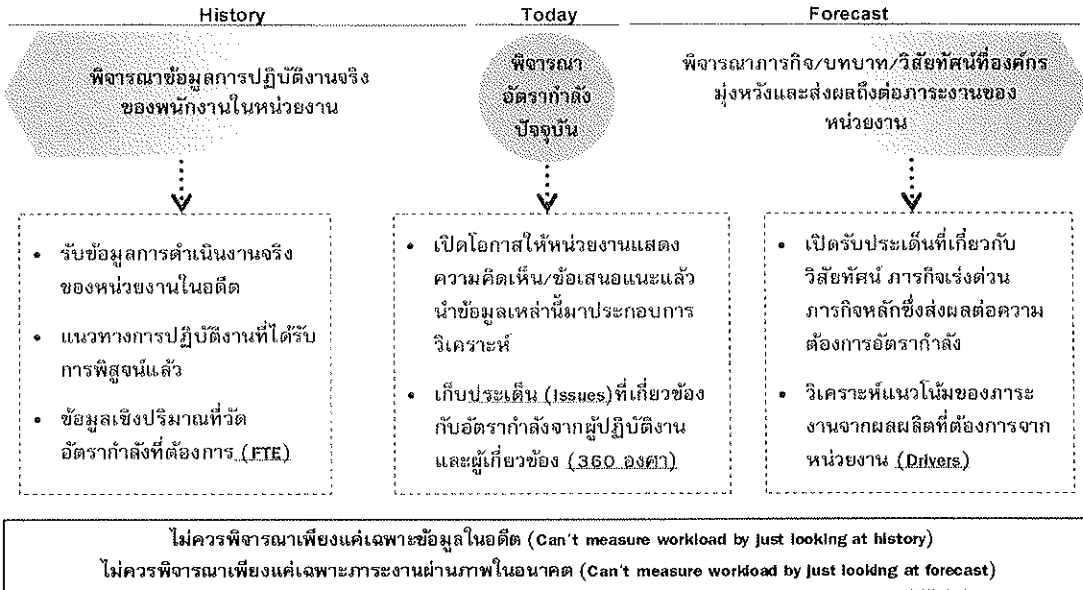 History
Today
Forecast
พิจารณาข้อมูลการปฏิบัติงานจริง
ของพนักงานในหน่วยงาน
พิจารณา
อัตรากำลัง
ปัจจุบัน
พิจารณาภารกิจ/บทบาท/วิสัยทัศน์ที่องค์กร
มุ่งหวังและส่งผลถึงต่อภาระงานของ
หน่วยงาน
• รับข้อมูลการดำเนินงานจริง
ของหน่วยงานในอดีต
• แนวทางการปฏิบัติงานที่ได้รับ
การพิสูจน์แล้ว
• ข้อมูลเชิงปริมาณที่วัด
อัตรากำลังที่ต้องการ (FTE)
• เปิดโอกาสให้หน่วยงานแสดง
ความคิดเห็น/ข้อเสนอแนะแล้ว
นำข้อมูลเหล่านี้มาประกอบการ
วิเคราะห์
• เก็บประเด็น (Issues)ที่เกี่ยวข้อง
กับอัตรากำลังจากผู้ปฏิบัติงาน
และผู้เกี่ยวข้อง (360 องศา)
• เปิดรับประเด็นที่เกี่ยวกับ
วิสัยทัศน์ ภารกิจเร่งด่วน
ภารกิจหลักซึ่งส่งผลต่อความ
ต้องการอัตรากำลัง
• วิเคราะห์แนวโน้มของภาระ
งานจากผลผลิตที่ต้องการจาก
หน่วยงาน (Drivers)
ไม่ควรพิจารณาเพียงแค่เฉพาะข้อมูลในอดีต (Can't measure workload by just looking at history)
ไม่ควรพิจารณาเพียงแค่เฉพาะภาระงานผ่านภาพในอนาคต (Can't measure workload by just looking at forecast)